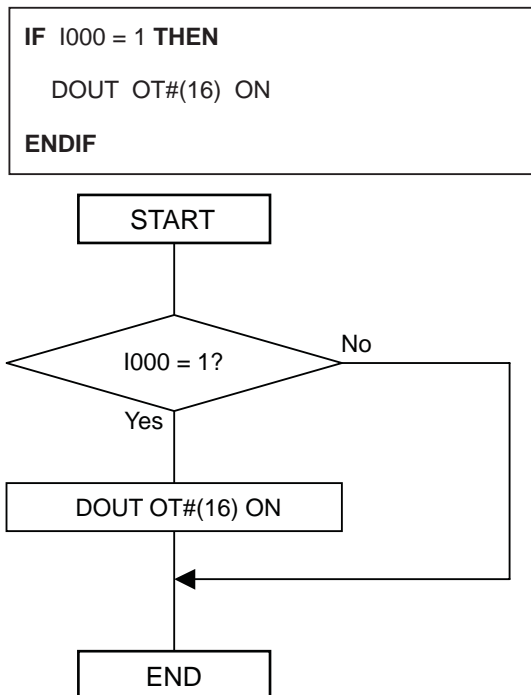 IF I000 = 1 THEN
DOUT OT#(16) ON
ENDIF
START
I000 = 1?
No
Yes
DOUT OT#(16) ON
END